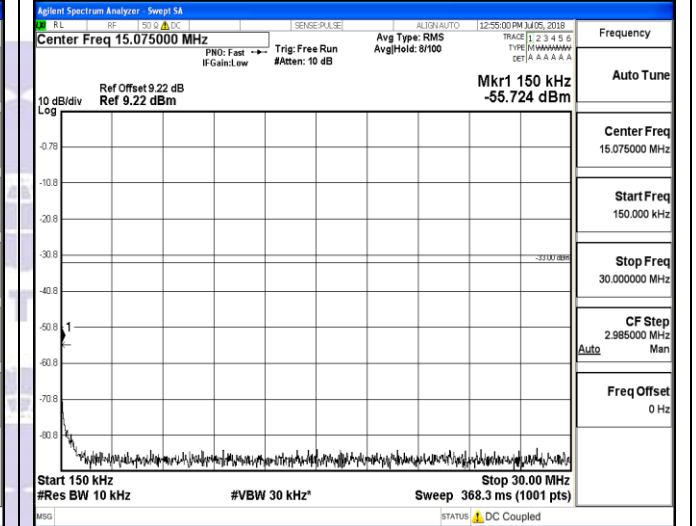 Agilent Spectrum Analyzer - Swept SA
RL RF 50 Ω DC SENSE:PULSE ALIGN AUTO 12:55:00 PM Jul 05, 2018
Center Freq 15.075000 MHz
PNO: Fast
IFGain:Low
Trig: Free Run
#Atten: 10 dB
Avg Type: RMS
Avg|Hold: 8/100
TRACE 1 2 3 4 5 6
TYPE M
DET A A A A A A
Ref Offset 9.22 dB
Mkr1 150 kHz
10 dB/div Ref 9.22 dBm -55.724 dBm
Log
-0.78
-10.8
-20.8
-30.8
-33.00 dBm
-40.8
-50.8
1
-60.8
-70.8
-80.8
Start 150 kHz Stop 30.00 MHz
#Res BW 10 kHz #VBW 30 kHz* Sweep 368.3 ms (1001 pts)
MSG STATUS DC Coupled
Frequency
Auto Tune
Center Freq
15.075000 MHz
Start Freq
150.000 kHz
Stop Freq
30.000000 MHz
CF Step
2.985000 MHz
Auto Man
Freq Offset
0 Hz